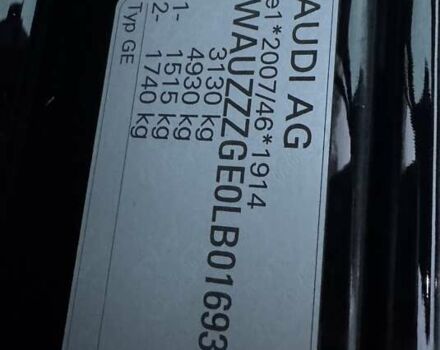 AUDI AG
e1*2007/46*1914
WAUZZZGE0LB01693
3130 kg
4930 kg
1- 1515 kg
2- 1740 kg
Typ GE